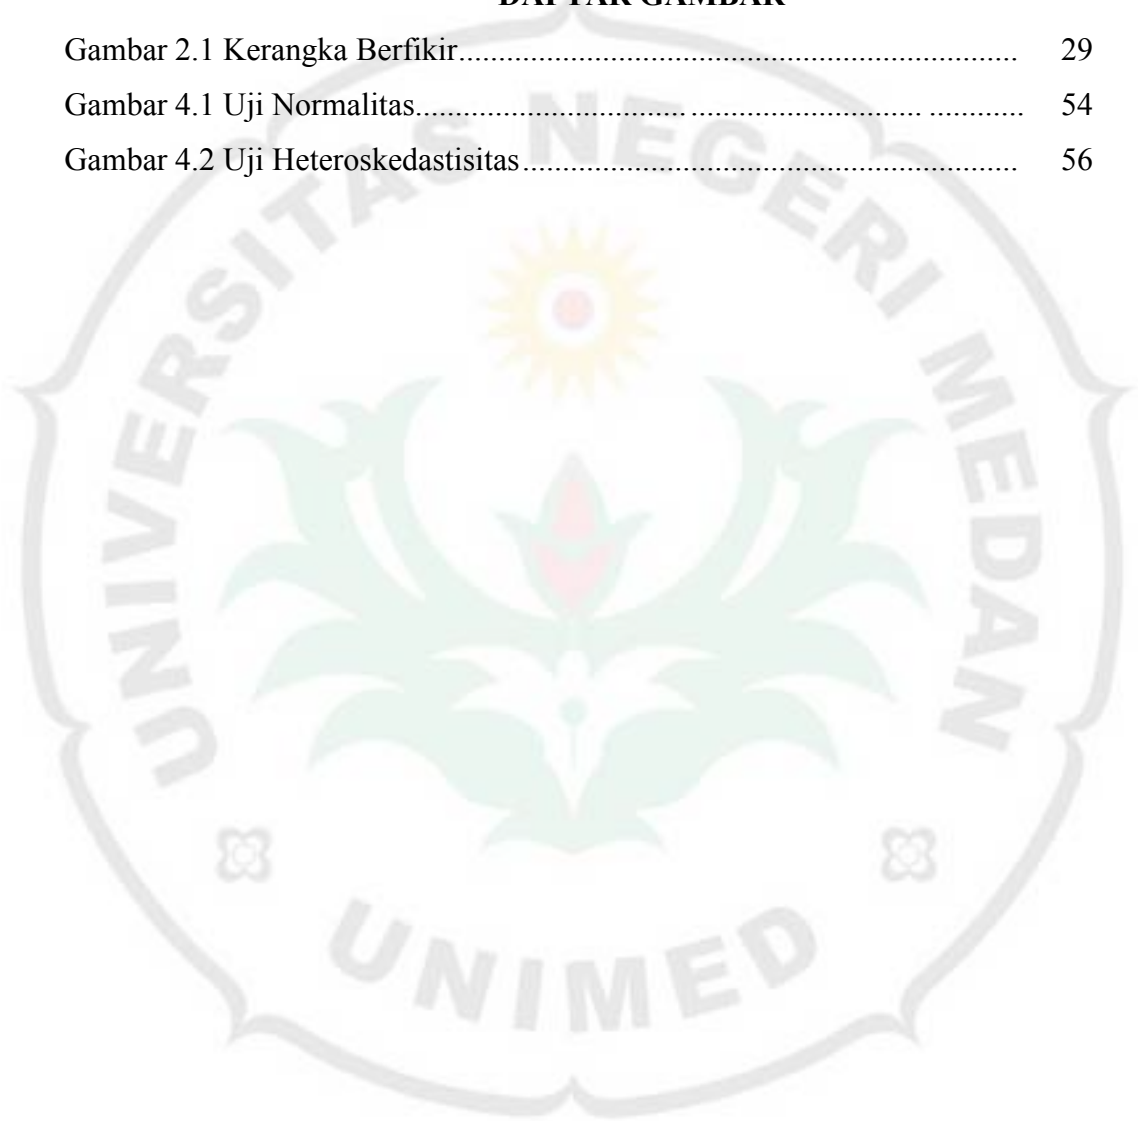 DAFTAR GAMBAR
Gambar 2.1 Kerangka Berfikir..................................................................... 29
Gambar 4.1 Uji Normalitas................................. ............................ ............ 54
Gambar 4.2 Uji Heteroskedastisitas............................................................. 56
UNIVERSITAS NEGERI MEDAN
UNIMED